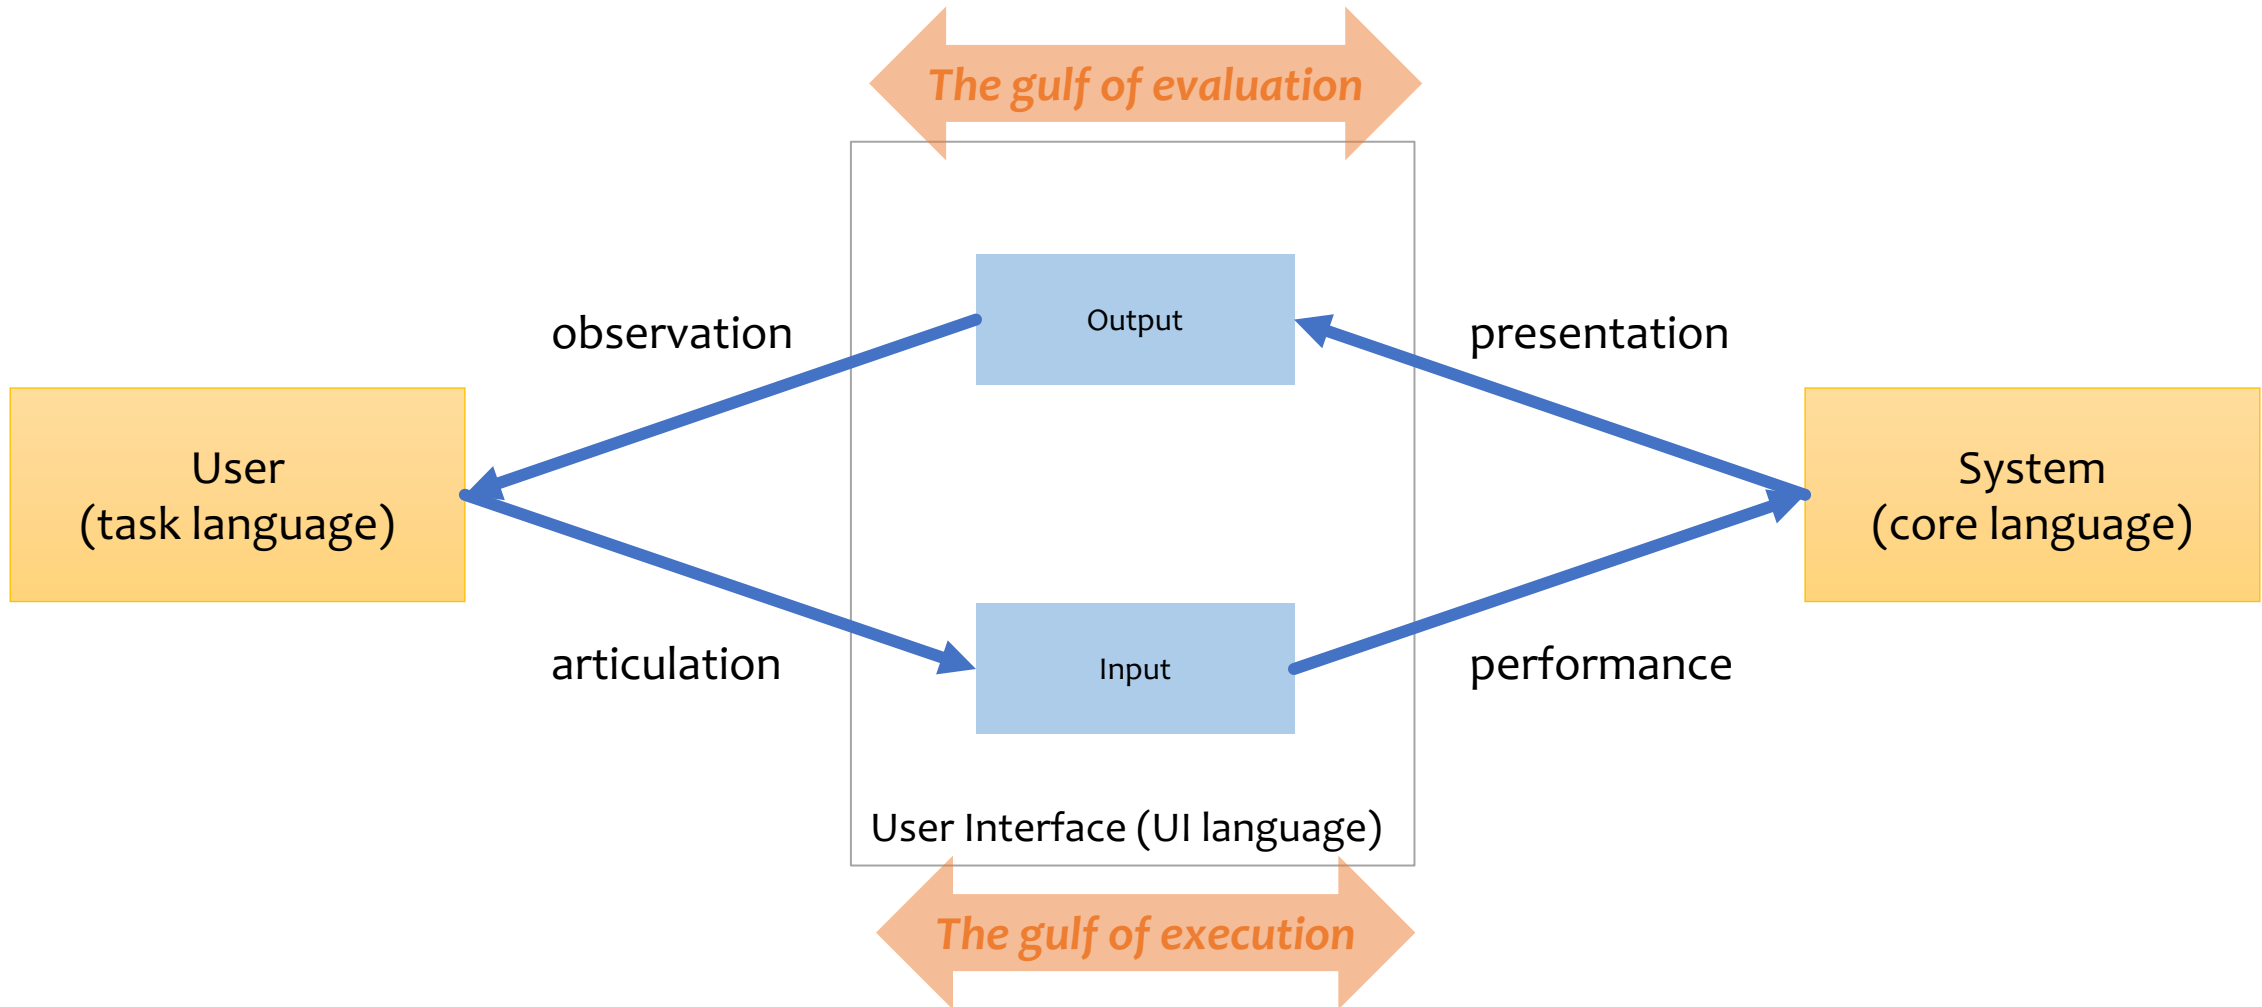 The gulf of evaluation
observation
Output
presentation
User
(task language)
System
(core language)
articulation
Input
performance
User Interface (UI language)
The gulf of execution